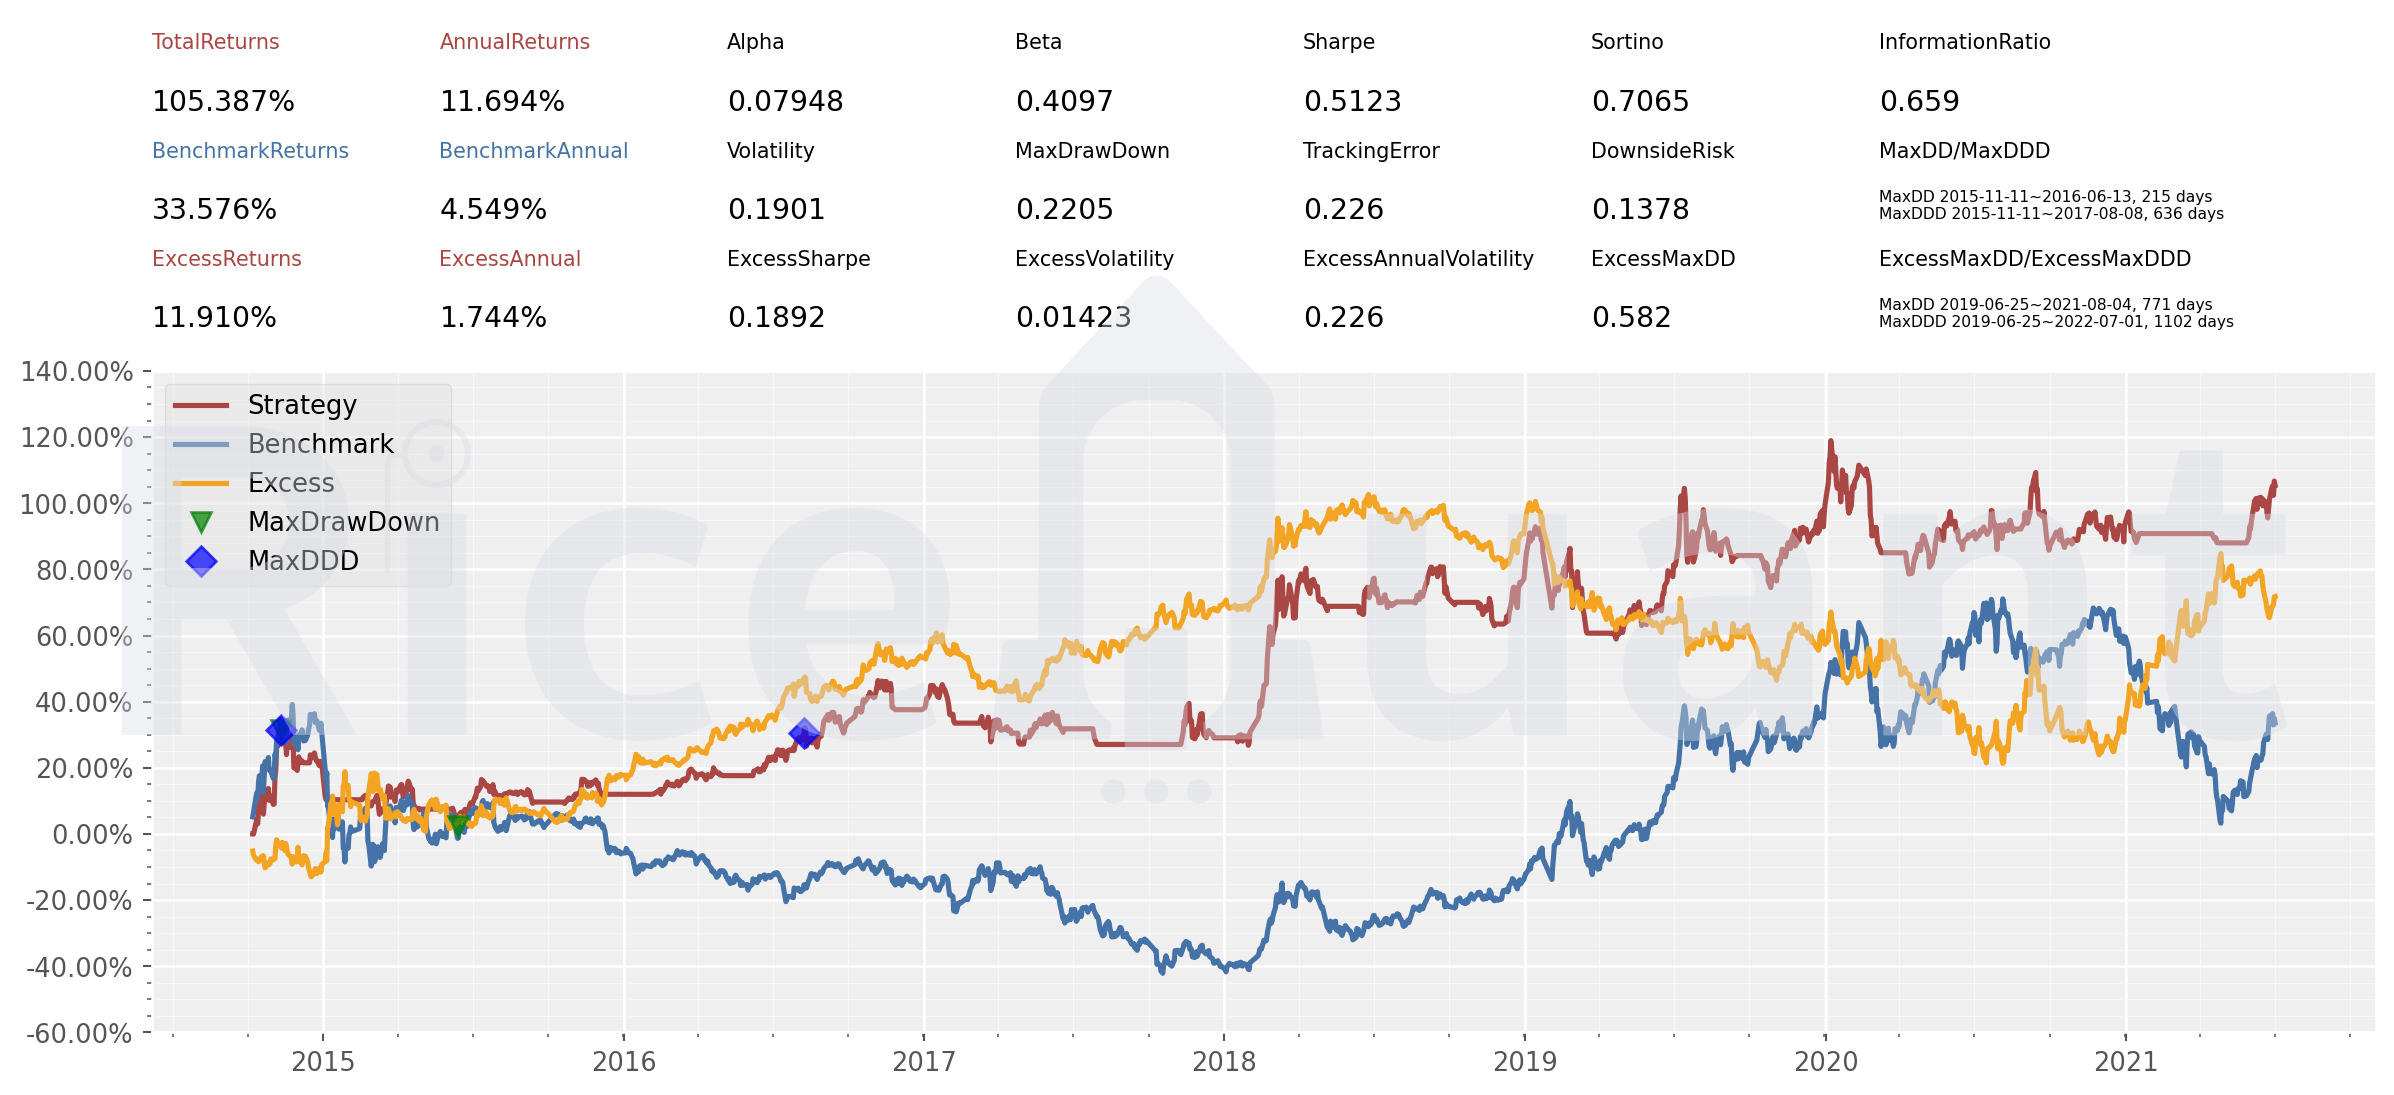 TotalReturns AnnualReturns Alpha Beta Sharpe Sortino InformationRatio
105.387% 11.694% 0.07948 0.4097 0.5123 0.7065 0.659
BenchmarkReturns BenchmarkAnnual Volatility MaxDrawDown TrackingError DownsideRisk MaxDD/MaxDDD
33.576% 4.549% 0.1901 0.2205 0.226 0.1378 MaxDD 2015-11-11~2016-06-13, 215 days
MaxDDD 2015-11-11~2017-08-08, 636 days
ExcessReturns ExcessAnnual ExcessSharpe ExcessVolatility ExcessAnnualVolatility ExcessMaxDD ExcessMaxDD/ExcessMaxDDD
11.910% 1.744% 0.1892 0.01423 0.226 0.582 MaxDD 2019-06-25~2021-08-04, 771 days
MaxDDD 2019-06-25~2022-07-01, 1102 days
140.00%
120.00%
100.00%
80.00%
60.00%
40.00%
20.00%
0.00%
-20.00%
-40.00%
-60.00%
Strategy
Benchmark
Excess
MaxDrawDown
MaxDDD
Ricequant
2015 2016 2017 2018 2019 2020 2021